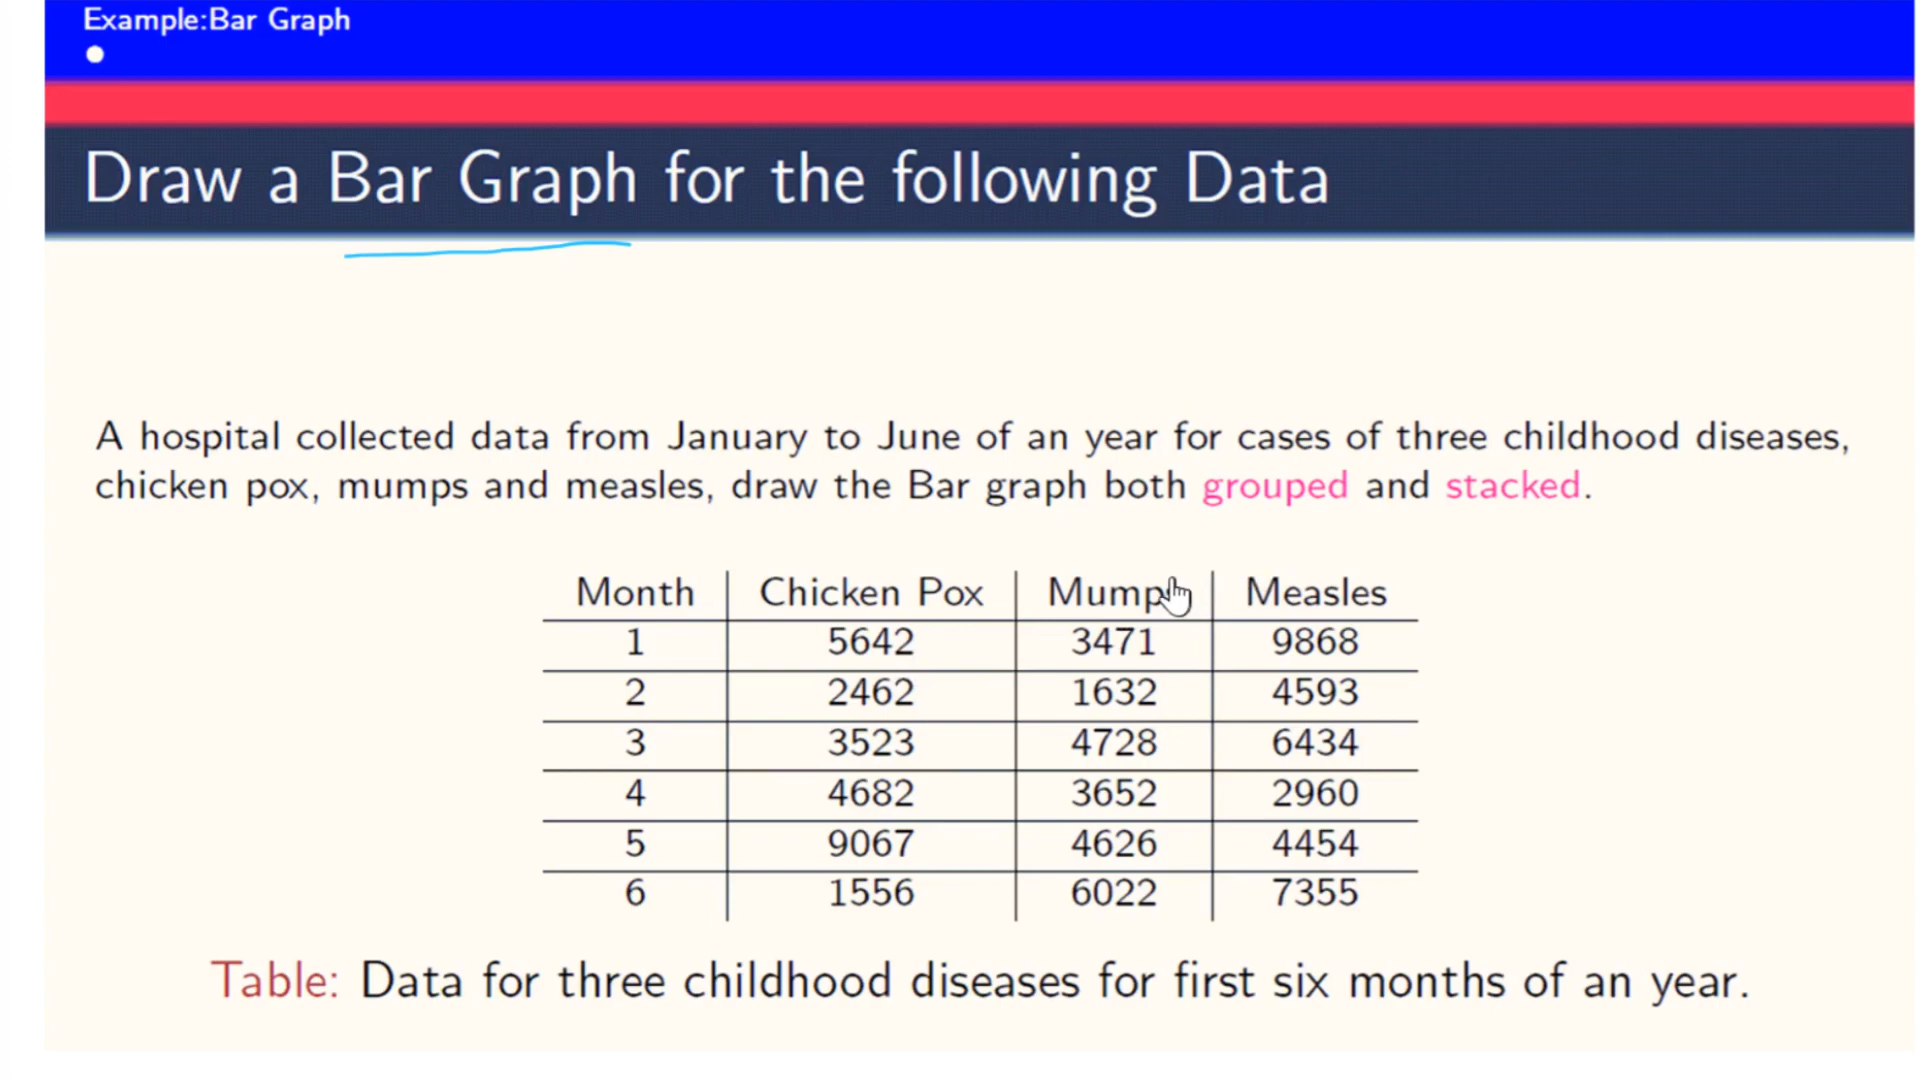 Example:Bar Graph
Draw a Bar Graph for the following Data
A hospital collected data from January to June of an year for cases of three childhood diseases,
chicken pox, mumps and measles, draw the Bar graph both grouped and stacked.
Month Chicken Pox Mumps Measles
1 5642 3471 9868
2 2462 1632 4593
3 3523 4728 6434
4 4682 3652 2960
5 9067 4626 4454
6 1556 6022 7355
Table: Data for three childhood diseases for first six months of an year.